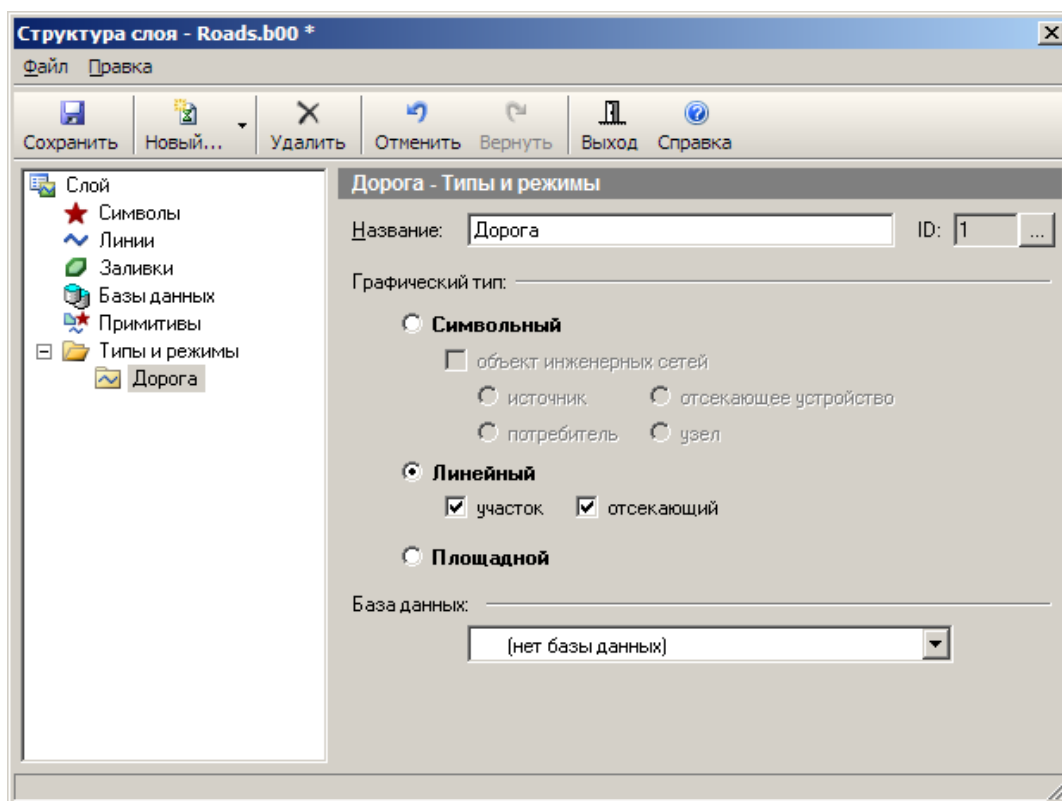 Структура слоя - Roads.b00 *
Файл Правка
Сохранить Новый... Удалить Отменить Вернуть Выход Справка
Слой
Символы
Линии
Заливки
Базы данных
Примитивы
Типы и режимы
Дорога
Дорога - Типы и режимы
Название: Дорога ID: 1 ...
Графический тип:
Символьный
объект инженерных сетей
источник отсекающее устройство
потребитель узел
Линейный
участок отсекающий
Площадной
База данных:
(нет базы данных)